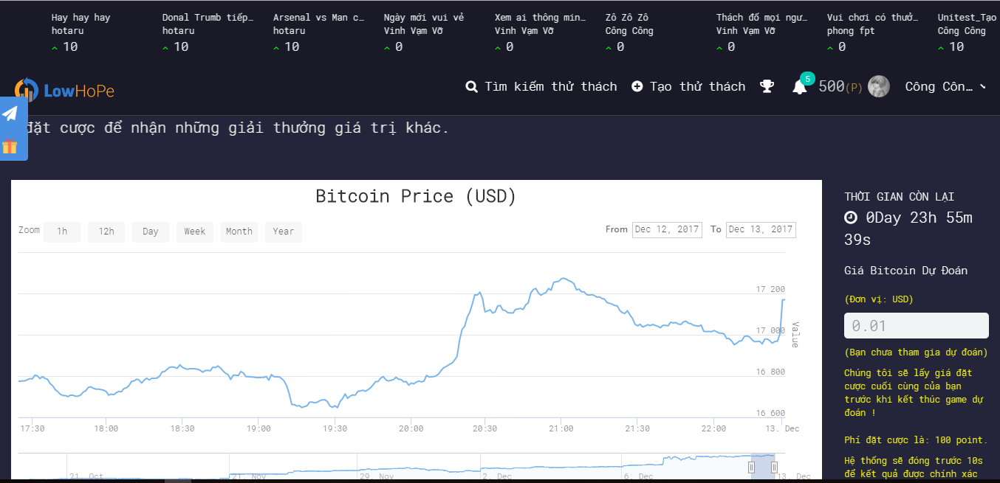 Hay hay hay
hotaru
10
Donal Trumb tiếp…
hotaru
10
Arsenal vs Man c…
hotaru
10
Ngày mới vui vẻ
Vinh Vạm Vỡ
0
Xem ai thông min…
Vinh Vạm Vỡ
0
Zô Zô Zô
Công Công
0
Thách đố mọi ngư…
Vinh Vạm Vỡ
0
Vui chơi có thưở…
phong fpt
0
Unitest_Tạo
Công Công
10
LowHoPe
Tìm kiếm thử thách
Tạo thử thách
5
500(P)
Công Côn…
đặt cược để nhận những giải thưởng giá trị khác.
Bitcoin Price (USD)
Zoom 1h 12h Day Week Month Year
From Dec 12, 2017 To Dec 13, 2017
17 200
17 000
16 800
16 600
Value
17:30 18:00 18:30 19:00 19:30 20:00 20:30 21:00 21:30 22:00 13. Dec
21. Oct 21. Nov 29. Nov 2. Dec 6. Dec 13. Dec
THỜI GIAN CÒN LẠI
0Day 23h 55m
39s
Giá Bitcoin Dự Đoán
(Đơn vị: USD)
0.01
(Bạn chưa tham gia dự đoán)
Chúng tôi sẽ lấy giá đặt
cược cuối cùng của bạn
trước khi kết thúc game dự
đoán !
Phí đặt cược là: 100 point.
Hệ thống sẽ đóng trước 10s
để kết quả được chính xác